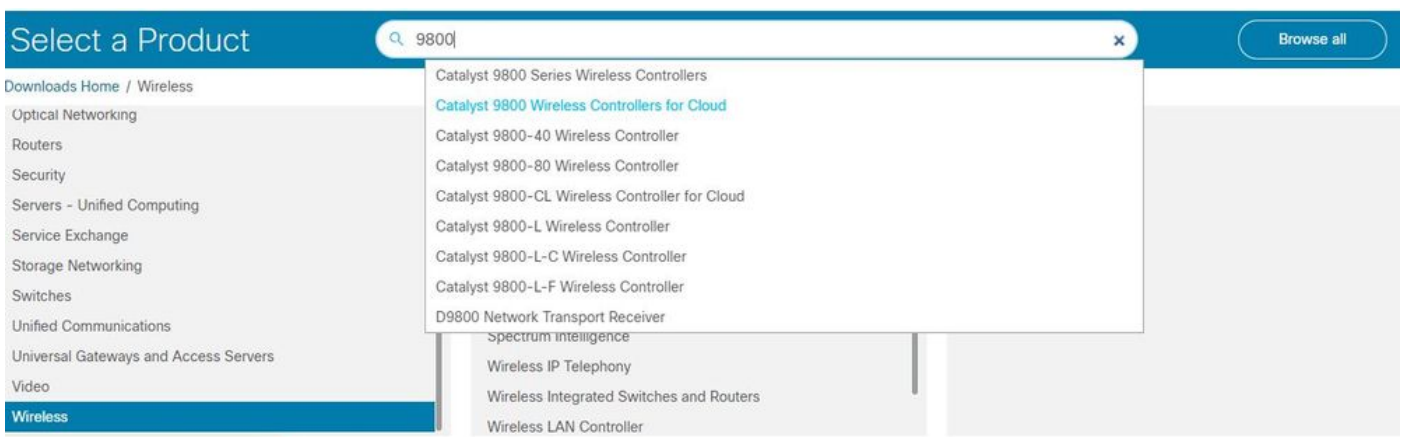 Select a Product
9800
Browse all
Downloads Home / Wireless
Catalyst 9800 Series Wireless Controllers
Catalyst 9800 Wireless Controllers for Cloud
Catalyst 9800-40 Wireless Controller
Catalyst 9800-80 Wireless Controller
Catalyst 9800-CL Wireless Controller for Cloud
Catalyst 9800-L Wireless Controller
Catalyst 9800-L-C Wireless Controller
Catalyst 9800-L-F Wireless Controller
D9800 Network Transport Receiver
Optical Networking
Routers
Security
Servers - Unified Computing
Service Exchange
Storage Networking
Switches
Unified Communications
Universal Gateways and Access Servers
Video
Wireless
Spectrum Intelligence
Wireless IP Telephony
Wireless Integrated Switches and Routers
Wireless LAN Controller